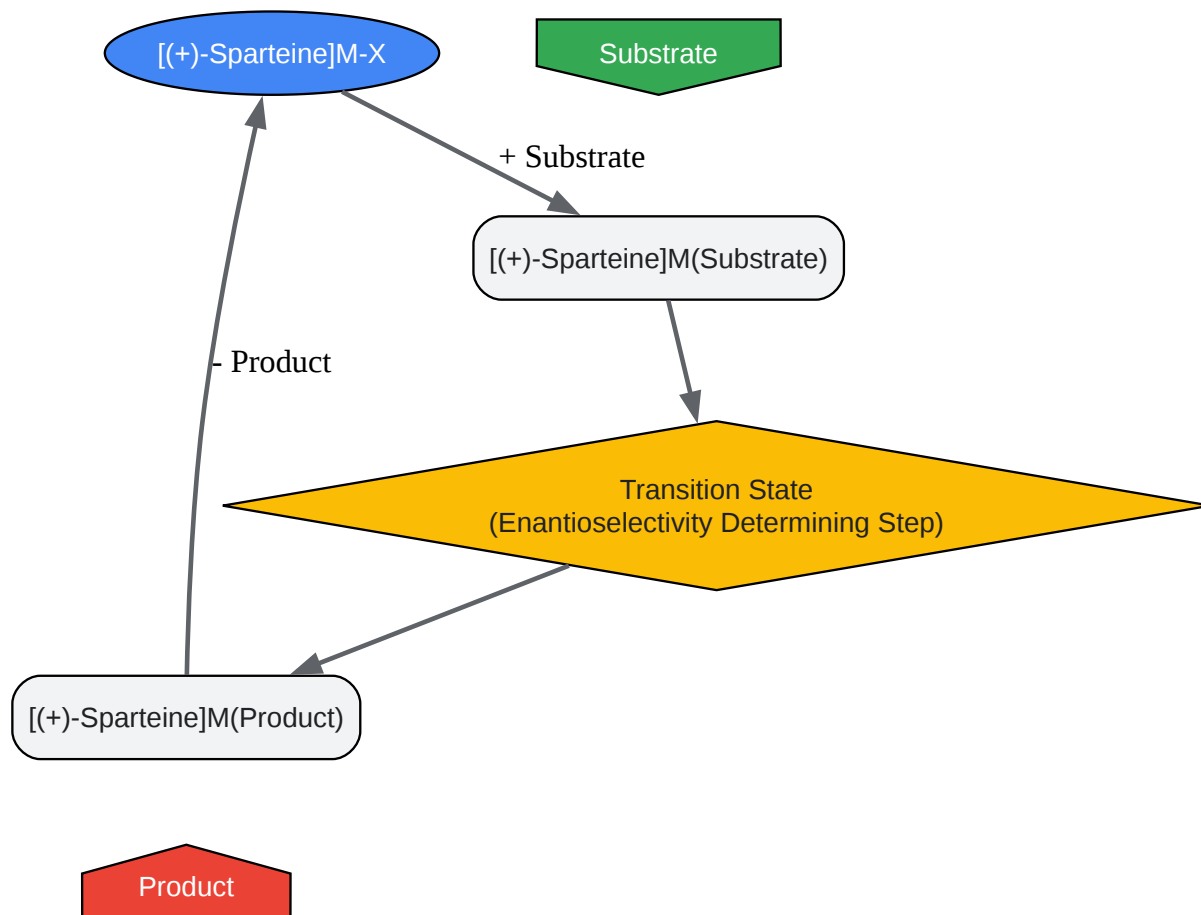 [(+)-Sparteine]M-X
Substrate
+ Substrate
[(+)-Sparteine]M(Substrate)
- Product
Transition State
(Enantioselectivity Determining Step)
[(+)-Sparteine]M(Product)
Product